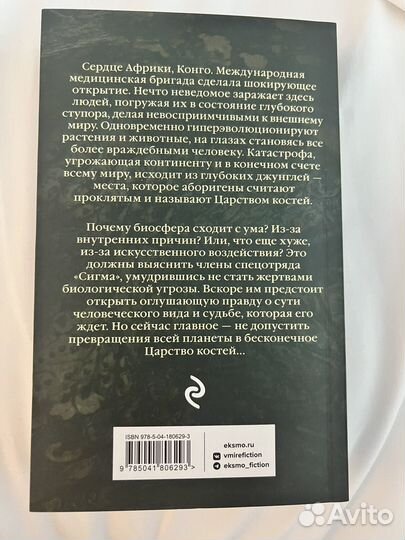 Сердце Африки, Конго. Международная
медицинская бригада сделала шокирующее
открытие. Нечто неведомое заражает здесь
людей, погружая их в состояние глубокого
ступора, делая невосприимчивыми к внешнему
миру. Одновременно гиперэволюционируют
растения и животные, на глазах становясь все
более враждебными человеку. Катастрофа,
угрожающая континенту и в конечном счете
всему миру, исходит из глубоких джунглей —
места, которое аборигены считают
проклятым и называют Царством костей.
Почему биосфера сходит с ума? Из-за
внутренних причин? Или, что еще хуже,
из-за искусственного воздействия? Это
должны выяснить члены спецотряда
«Сигма», умудрившись не стать жертвами
биологической угрозы. Вскоре им предстоит
открыть оглушающую правду о сути
человеческого вида и судьбе, которая его
ждет. Но сейчас главное — не допустить
превращения всей планеты в бесконечное
Царство костей...
ISBN 978-5-04-180629-3
9 785041 806293 >
eksmo.ru
vmirefiction
eksmo_fiction
Avito